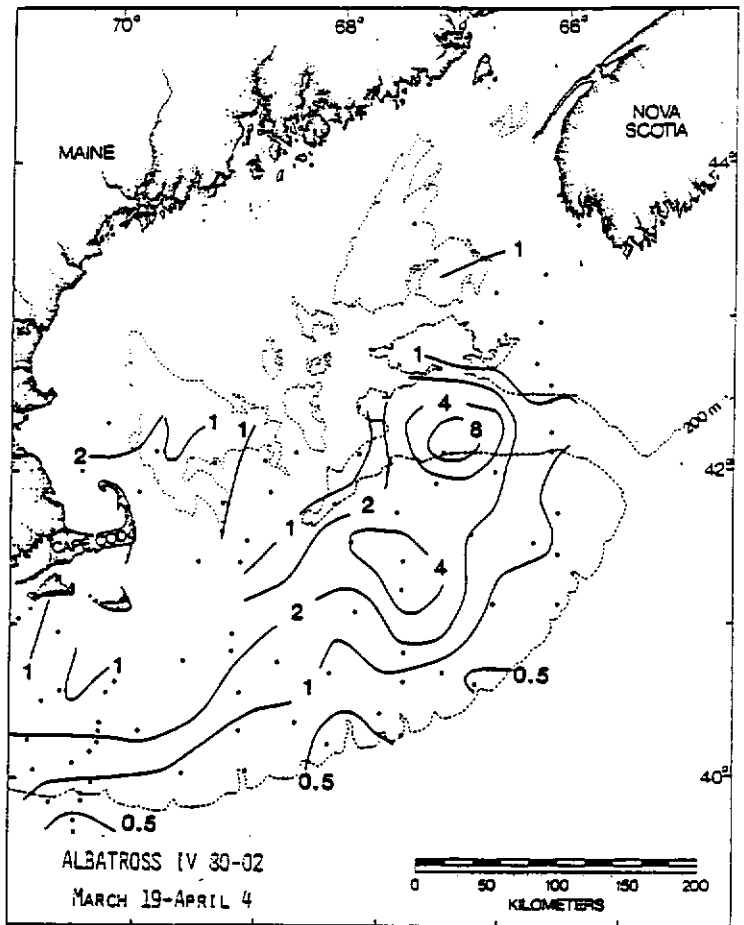 70° 68° 66°
NOVA SCOTIA
MAINE
44°
1
1
200 m
4
1
1
8
2
42°
CAPE COD
1
2
4
2
1
1
1
0.5
40°
0.5
0.5
ALBATROSS IV 80-02
MARCH 19-APRIL 4
0 50 100 150 200
KILOMETERS